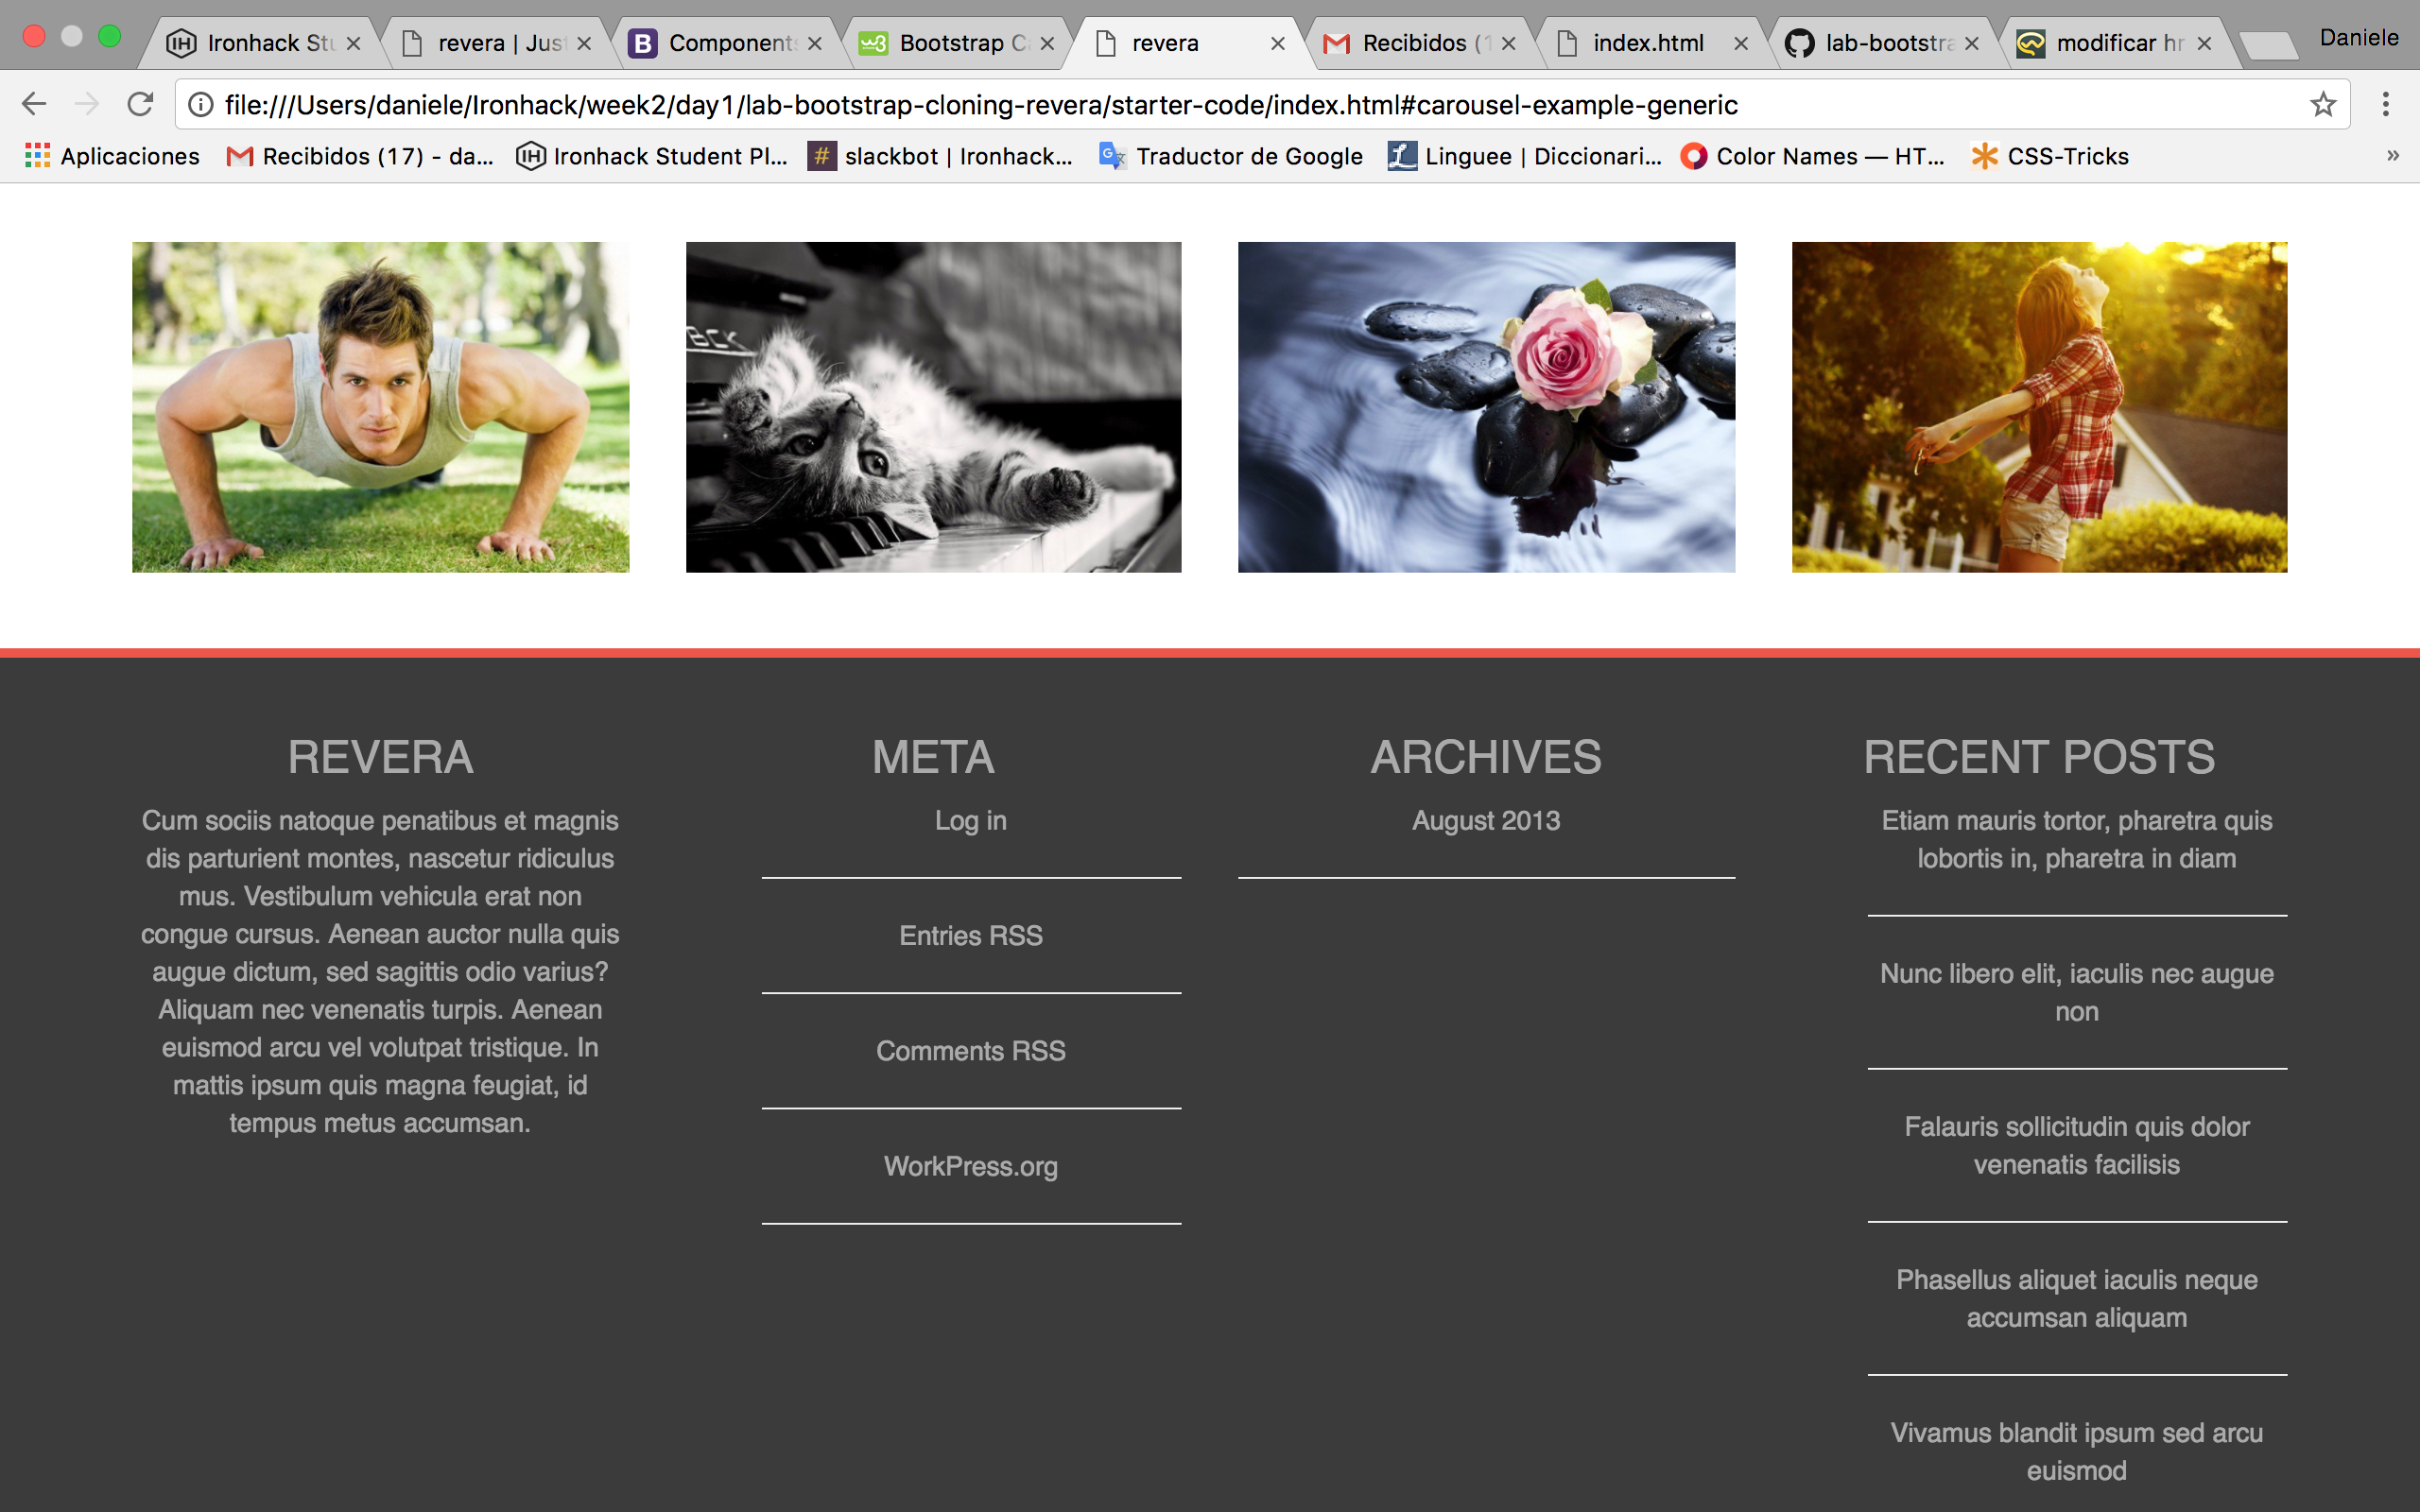 Ironhack Stu
revera | Jus
Components
Bootstrap C
revera
Recibidos (1
index.html
lab-bootstra
modificar hr
Daniele
file:///Users/daniele/Ironhack/week2/day1/lab-bootstrap-cloning-revera/starter-code/index.html#carousel-example-generic
Aplicaciones
Recibidos (17) - da...
Ironhack Student Pl...
slackbot | Ironhack...
Traductor de Google
Linguee | Diccionari...
Color Names — HT...
CSS-Tricks
»
BCK
REVERA
Cum sociis natoque penatibus et magnis
dis parturient montes, nascetur ridiculus
mus. Vestibulum vehicula erat non
congue cursus. Aenean auctor nulla quis
augue dictum, sed sagittis odio varius?
Aliquam nec venenatis turpis. Aenean
euismod arcu vel volutpat tristique. In
mattis ipsum quis magna feugiat, id
tempus metus accumsan.
META
Log in
Entries RSS
Comments RSS
WorkPress.org
ARCHIVES
August 2013
RECENT POSTS
Etiam mauris tortor, pharetra quis
lobortis in, pharetra in diam
Nunc libero elit, iaculis nec augue
non
Falauris sollicitudin quis dolor
venenatis facilisis
Phasellus aliquet iaculis neque
accumsan aliquam
Vivamus blandit ipsum sed arcu
euismod